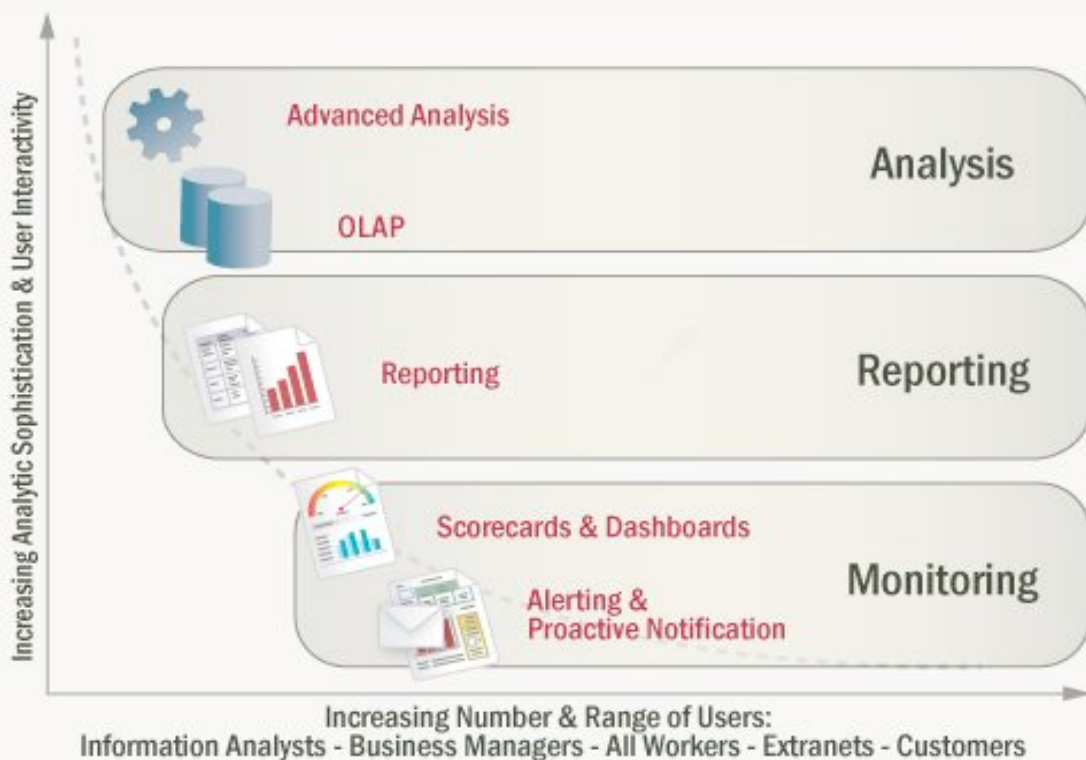 Increasing Analytic Sophistication & User Interactivity
Advanced Analysis
Analysis
OLAP
Reporting
Reporting
Scorecards & Dashboards
Monitoring
Alerting &
Proactive Notification
Increasing Number & Range of Users:
Information Analysts - Business Managers - All Workers - Extranets - Customers